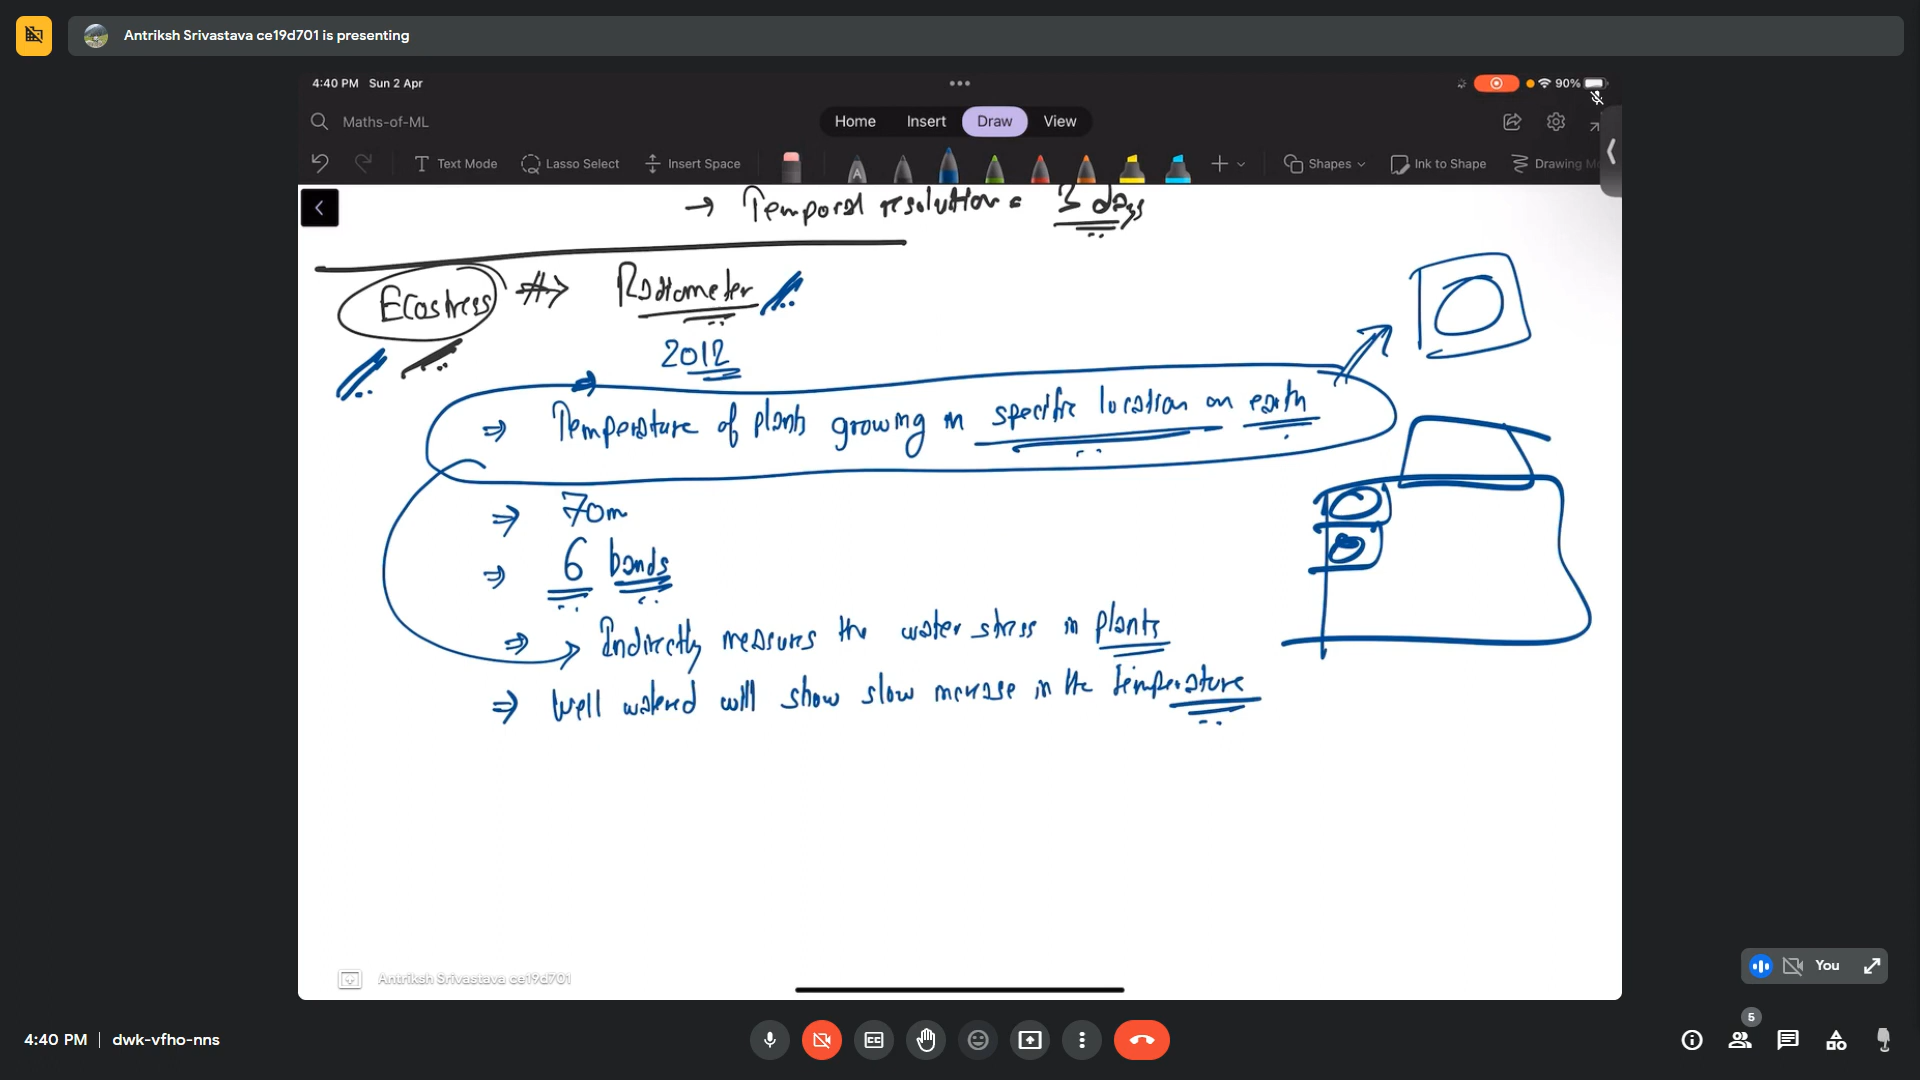 Antriksh Srivastava ce19d701 is presenting
4:40 PM Sun 2 Apr
90%
Maths-of-ML
Home Insert Draw View
Text Mode Lasso Select Insert Space
Shapes Ink to Shape Drawing Mo
→ Temporal resolution = 3 days
Ecostress ⇒ Radiometer
2012
⇒ Temperature of plants growing in specific location on earth
⇒ 70m
⇒ 6 bands
⇒ Indirectly measures the water stress in plants
⇒ Well watered will show slow increase in the temperature
Antriksh Srivastava ce19d701
You
4:40 PM | dwk-vfho-nns
5